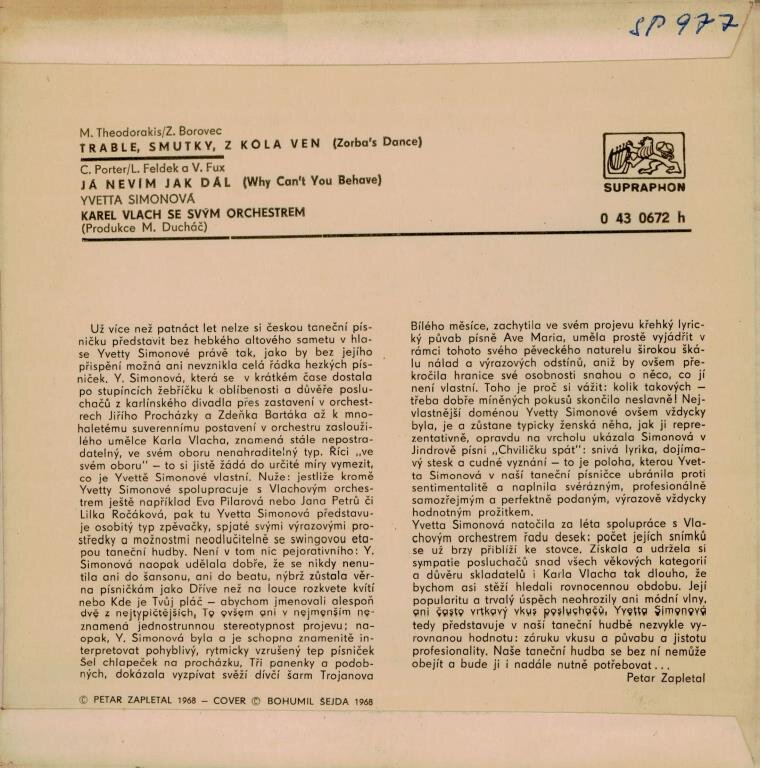 SP 977
M. Theodorakis/Z. Borovec
TRABLE, SMUTKY, Z KOLA VEN (Zorba's Dance)
C. Porter/L. Feldek a V. Fux
JÁ NEVÍM JAK DÁL (Why Can't You Behave)
YVETTA SIMONOVÁ
KAREL VLACH SE SVÝM ORCHESTREM
(Produkce M. Ducháč)
SUPRAPHON
0 43 0672 h
Už více než patnáct let nelze si českou taneční pís-
ničku představit bez hebkého altového sametu v hla-
se Yvetty Simonové právě tak, jako by bez jejího
přispění možná ani nevznikla celá řádka hezkých pís-
niček. Y. Simonová, která se v krátkém čase dostala
po stupíncích žebříčku k oblíbenosti a důvěře poslu-
chačů z karlínského divadla přes zastavení v orchest-
rech Jiřího Procházky a Zdeňka Bartáka až k mno-
haletému suverennímu postavení v orchestru zaslouži-
lého umělce Karla Vlacha, znamená stále nepostra-
datelný, ve svém oboru nenahraditelný typ. Říci „ve
svém oboru" – to si jistě žádá do určité míry vymezit,
co je Yvettě Simonové vlastní. Nuže: jestliže kromě
Yvetty Simonové spolupracuje s Vlachovým orches-
trem ještě například Eva Pilarová nebo Jana Petrů či
Lilka Ročáková, pak tu Yvetta Simonová představu-
je osobitý typ zpěvačky, spjaté svými výrazovými pro-
středky a možnostmi neodlučitelně se swingovou eta-
pou taneční hudby. Není v tom nic pejorativního: Y.
Simonová naopak udělala dobře, že se nikdy nenu-
tila ani do šansonu, ani do beatu, nýbrž zůstala věr-
na písničkám jako Dříve než na louce rozkvete kvítí
nebo Kde je Tvůj pláč – abychom jmenovali alespoň
dvě z nejtypičtějších, To ovšem ani v nejmenším ne-
znamená jednostrannou stereotypnost projevu; na-
opak, Y. Simonová byla a je schopna znamenitě in-
terpretovat pohyblivý, rytmicky vzrušený tep písniček
Šel chlapeček na procházku, Tři panenky a podob-
ných, dokázala vyzpívat svěží dívčí šarm Trojanova
Bílého měsíce, zachytila ve svém projevu křehký lyric-
ký půvab písně Ave Maria, uměla prostě vyjádřit v
rámci tohoto svého pěveckého naturelu širokou šká-
lu nálad a výrazových odstínů, aniž by ovšem pře-
kročila hranice své osobnosti snahou o něco, co jí
není vlastní. Toho je proč si vážit: kolik takových –
třeba dobře míněných pokusů skončilo neslavně! Nej-
vlastnější doménou Yvetty Simonové ovšem vždycky
byla, je a zůstane typicky ženská něha, jak ji repre-
zentativně, opravdu na vrcholu ukázala Simonová v
Jindrově písni „Chviličku spát": snivá lyrika, dojíma-
vý stesk a cudné vyznání – to je poloha, kterou Yvet-
ta Simonová v naší taneční písničce ubránila proti
sentimentalitě a naplnila svérázným, profesionálně
samozřejmým a perfektně podaným, výrazově vždycky
hodnotným prožitkem.
Yvetta Simonová natočila za léta spolupráce s Vla-
chovým orchestrem řadu desek: počet jejích snímků
se už brzy přiblíží ke stovce. Získala a udržela si
sympatie posluchačů snad všech věkových kategorií
a důvěru skladatelů i Karla Vlacha tak dlouho, že
bychom asi stěží hledali rovnocennou obdobu. Její
popularitu a trvalý úspěch neohrozily ani módní vlny,
ani často vrtkavý vkus posluchačů, Yvetta Simonová
tedy představuje v naší taneční hudbě nezvykle vy-
rovnanou hodnotu: záruku vkusu a půvabu a jistotu
profesionality. Naše taneční hudba se bez ní nemůže
obejít a bude ji i nadále nutně potřebovat...
Petar Zapletal
© PETAR ZAPLETAL 1968 – COVER © BOHUMIL ŠEJDA 1968